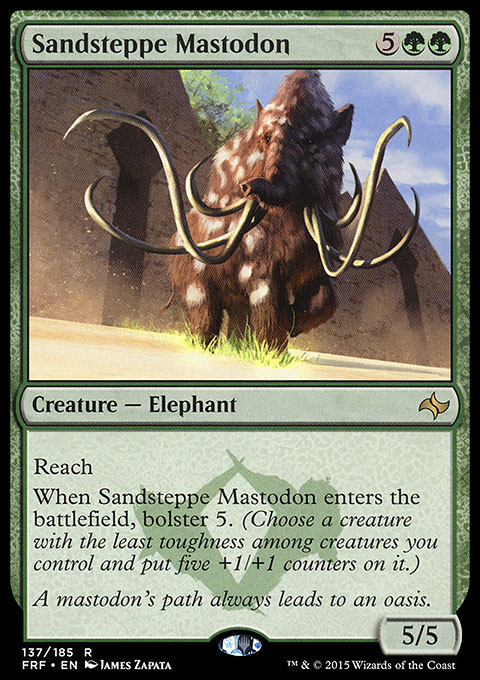 Sandsteppe Mastodon 5
Creature — Elephant
Reach
When Sandsteppe Mastodon enters the
battlefield, bolster 5. (Choose a creature
with the least toughness among creatures you
control and put five +1/+1 counters on it.)
A mastodon's path always leads to an oasis.
5/5
137/185 R
FRF • EN James Zapata
™ & © 2015 Wizards of the Coast